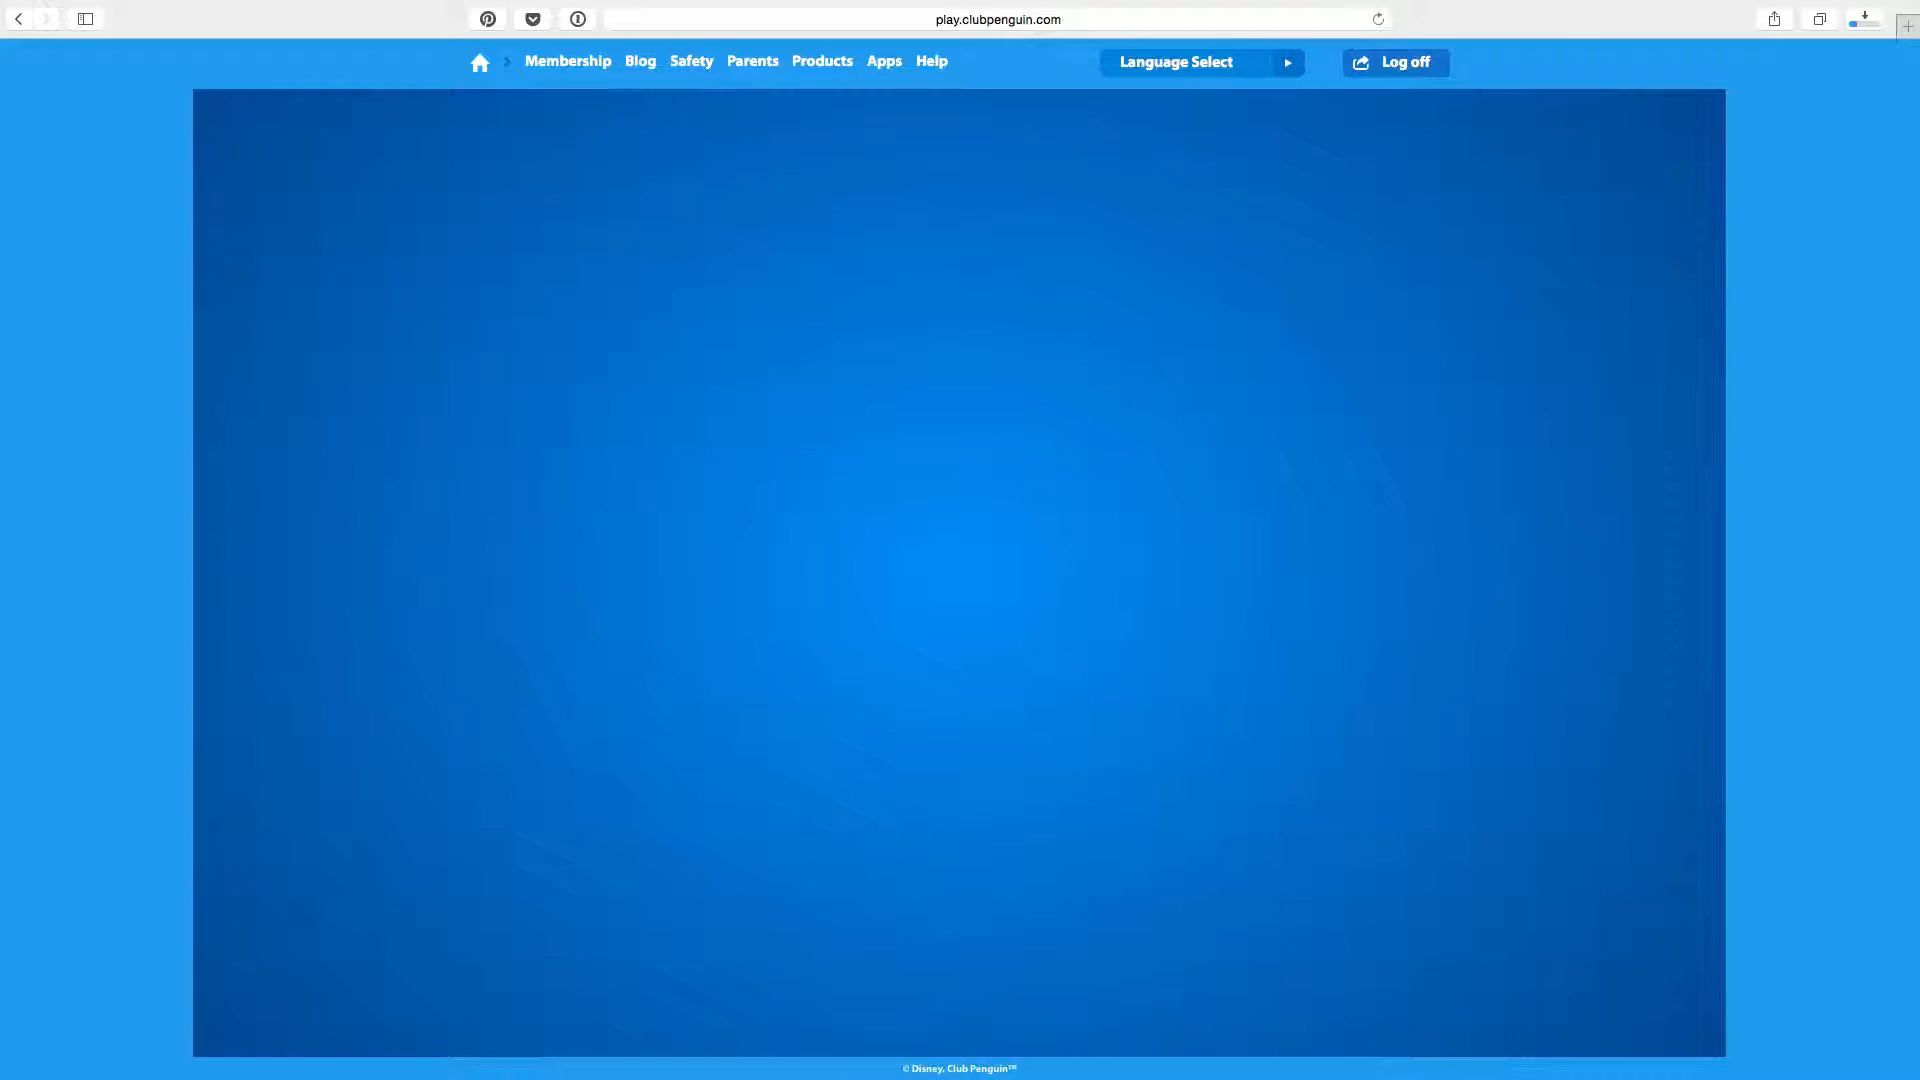 play.clubpenguin.com
Membership Blog Safety Parents Products Apps Help
Language Select
Log off
© Disney. Club Penguin™